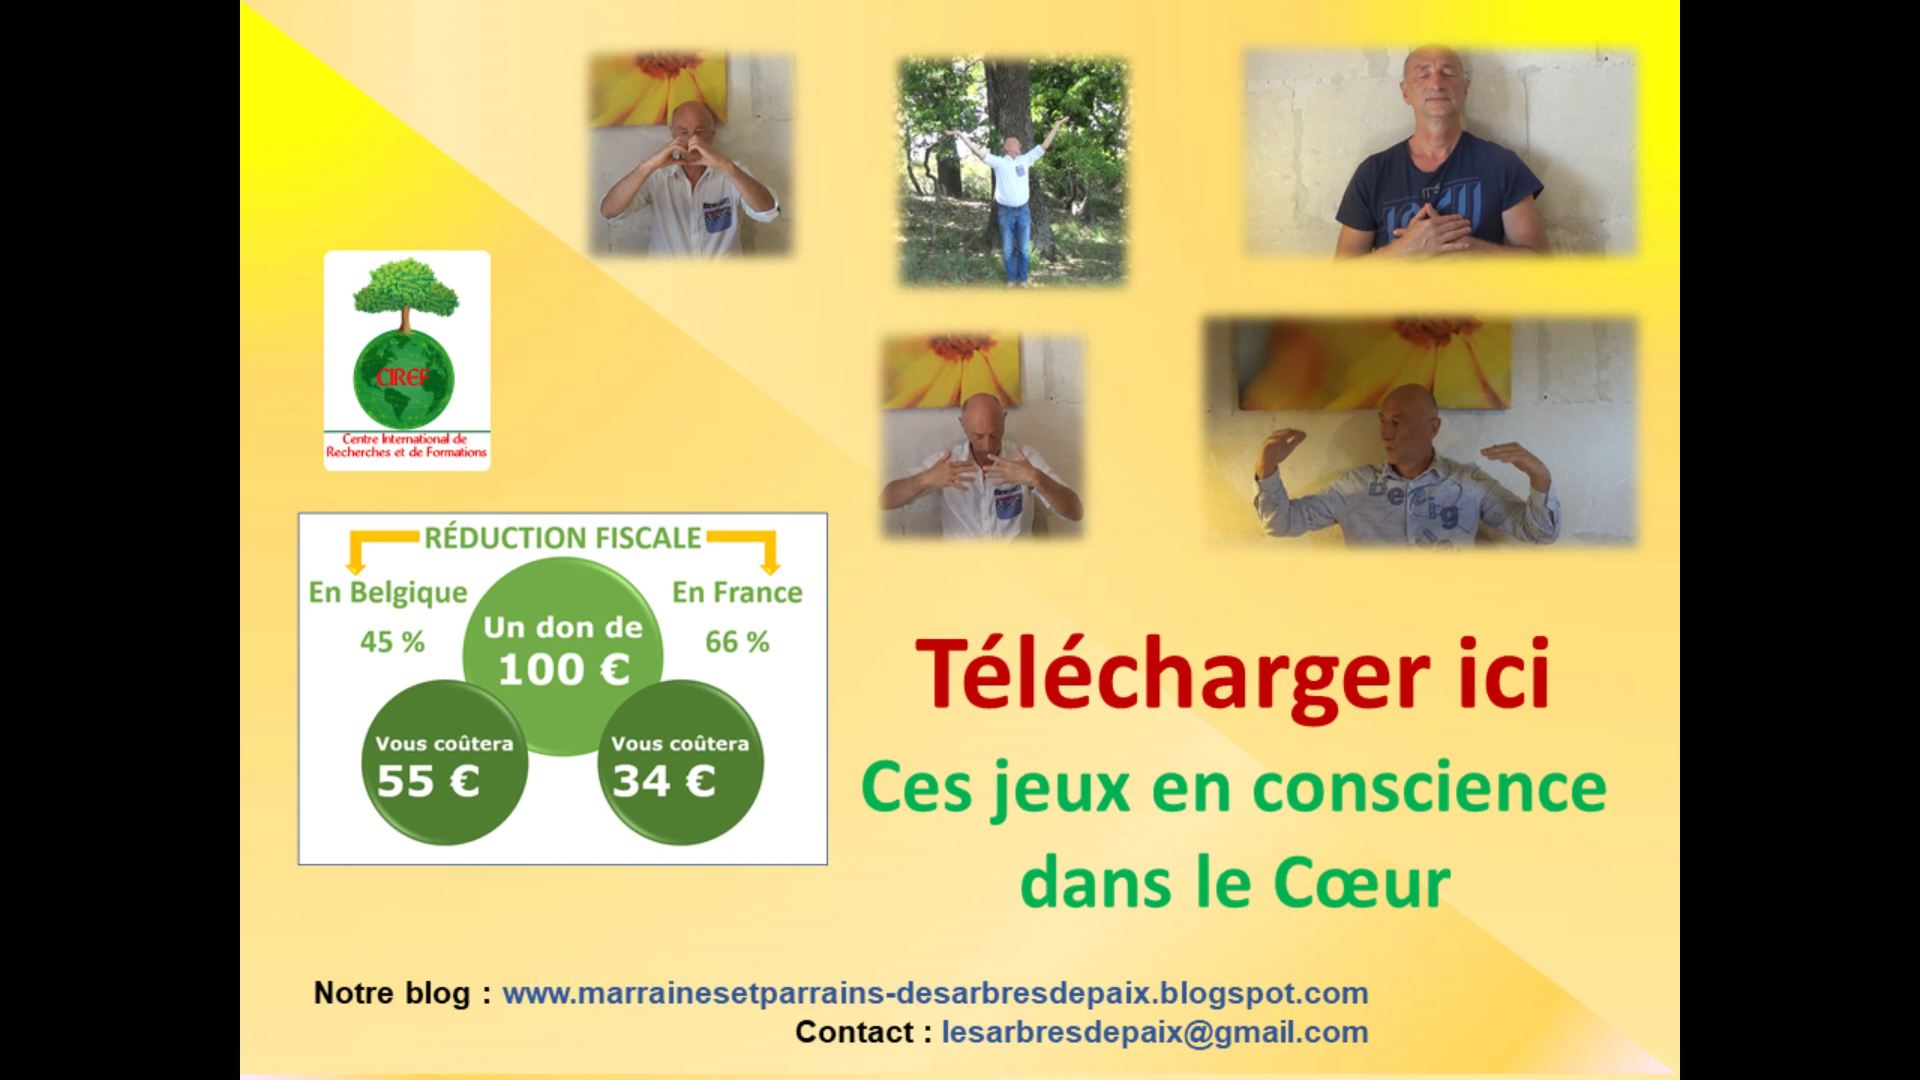 CIREF
Centre International de
Recherches et de Formations
RÉDUCTION FISCALE
En Belgique
45 %
En France
66 %
Un don de
100 €
Vous coûtera
55 €
Vous coûtera
34 €
Télécharger ici
Ces jeux en conscience
dans le Cœur
Notre blog : www.marrainesetparrains-desarbresdepaix.blogspot.com
Contact : lesarbresdepaix@gmail.com